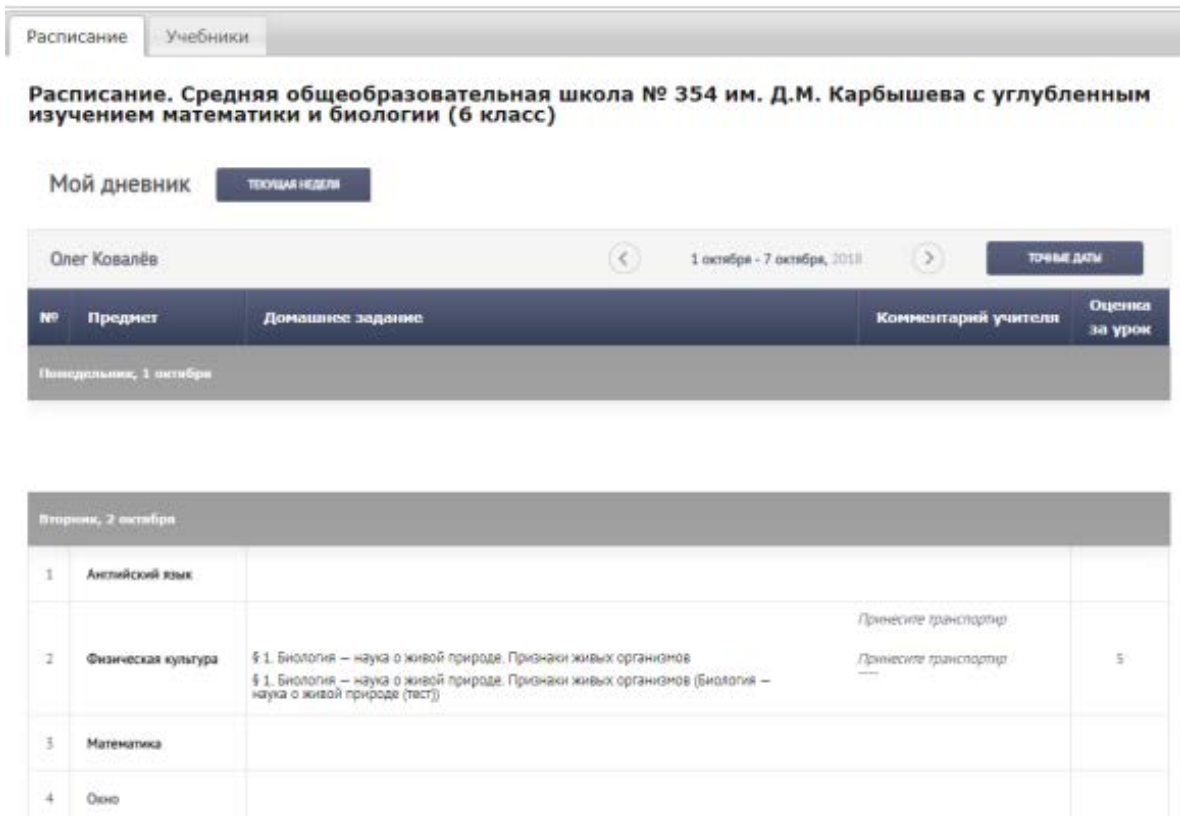 Расписание Учебники
Расписание. Средняя общеобразовательная школа № 354 им. Д.М. Карбышева с углубленным
изучением математики и биологии (6 класс)
Мой дневник ТЕКУЩАЯ НЕДЕЛЯ
Олег Ковалёв 1 октября - 7 октября, 2018 ТОЧНЫЕ ДАТЫ
№ Предмет Домашнее задание Комментарий учителя Оценка
за урок
Понедельник, 1 октября
Вторник, 2 октября
1 Английский язык
Принесите транспортир
2 Физическая культура § 1. Биология — наука о живой природе. Признаки живых организмов Принесите транспортир 5
§ 1. Биология — наука о живой природе. Признаки живых организмов (Биология —
наука о живой природе (тест))
3 Математика
4 Окно